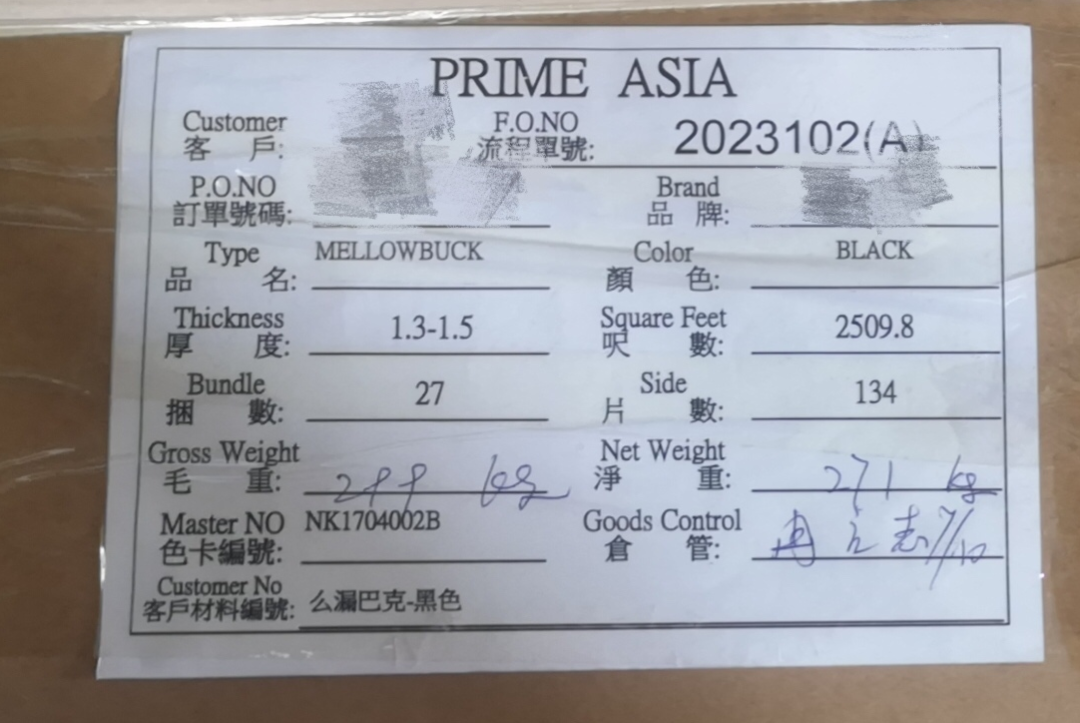 PRIME ASIA
Customer F.O.NO
客 戶: 流程單號: 2023102(A)
P.O.NO Brand
訂單號碼: 品 牌:
Type MELLOWBUCK Color BLACK
品 名: 顏 色:
Thickness 1.3-1.5 Square Feet 2509.8
厚 度: 呎 數:
Bundle 27 Side 134
捆 數: 片 數:
Gross Weight Net Weight
毛 重: kg 淨 重: 271 kg
Master NO NK1704002B Goods Control
色卡編號: 倉 管: 7/10
Customer No
客戶材料編號: 么漏巴克-黑色